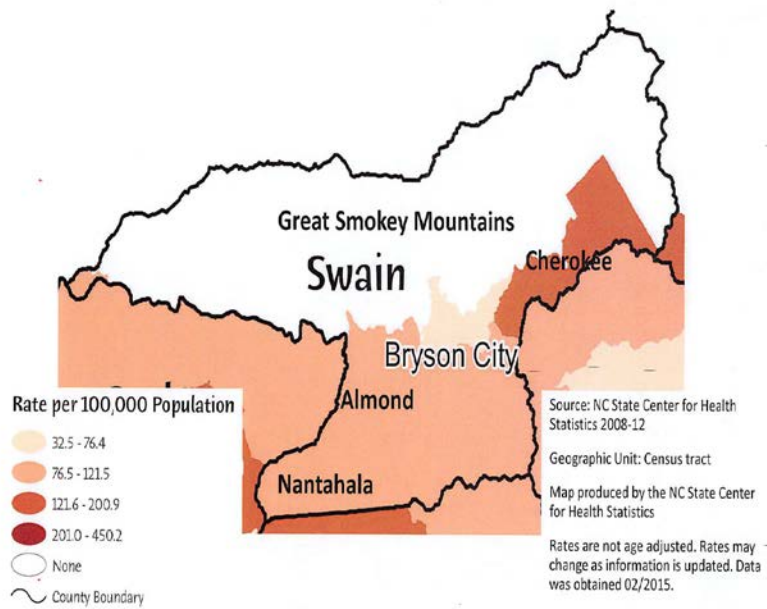 Great Smokey Mountains
Swain
Cherokee
Bryson City
Almond
Nantahala
Rate per 100,000 Population
32.5 - 76.4
76.5 - 121.5
121.6 - 200.9
201.0 - 450.2
None
County Boundary
Source: NC State Center for Health
Statistics 2008-12
Geographic Unit: Census tract
Map produced by the NC State Center
for Health Statistics
Rates are not age adjusted. Rates may
change as information is updated. Data
was obtained 02/2015.